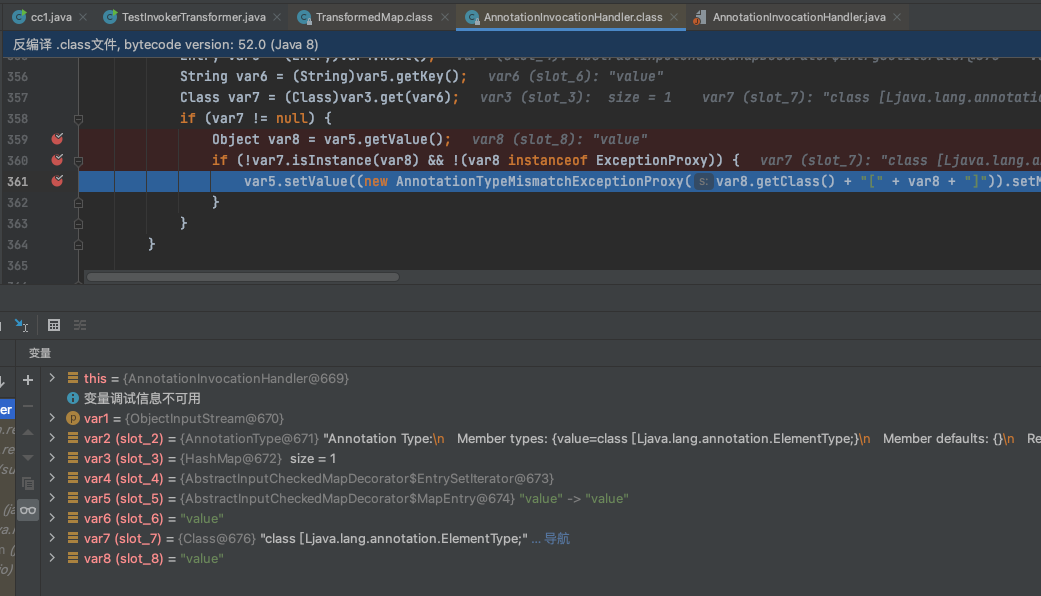 cc1.java TestInvokerTransformer.java TransformedMap.class AnnotationInvocationHandler.class AnnotationInvocationHandler.java
反编译 .class文件, bytecode version: 52.0 (Java 8)
356 String var6 = (String)var5.getKey(); var6 (slot_6): "value"
357 Class var7 = (Class)var3.get(var6); var3 (slot_3): size = 1 var7 (slot_7): "class [Ljava.lang.annotati
358 if (var7 != null) {
359 Object var8 = var5.getValue(); var8 (slot_8): "value"
360 if (!var7.isInstance(var8) && !(var8 instanceof ExceptionProxy)) { var7 (slot_7): "class [Ljava.lang.a
361 var5.setValue((new AnnotationTypeMismatchExceptionProxy( s: var8.getClass() + "[" + var8 + "]")).setM
362 }
363 }
364 }
365
变量
this = {AnnotationInvocationHandler@669}
变量调试信息不可用
er
p var1 = {ObjectInputStream@670}
var2 (slot_2) = {AnnotationType@671} "Annotation Type:\n Member types: {value=class [Ljava.lang.annotation.ElementType;}\n Member defaults: {}\n Re
var3 (slot_3) = {HashMap@672} size = 1
var4 (slot_4) = {AbstractInputCheckedMapDecorator$EntrySetIterator@673}
var5 (slot_5) = {AbstractInputCheckedMapDecorator$MapEntry@674} "value" -> "value"
var6 (slot_6) = "value"
var7 (slot_7) = {Class@676} "class [Ljava.lang.annotation.ElementType;" ... 导航
var8 (slot_8) = "value"